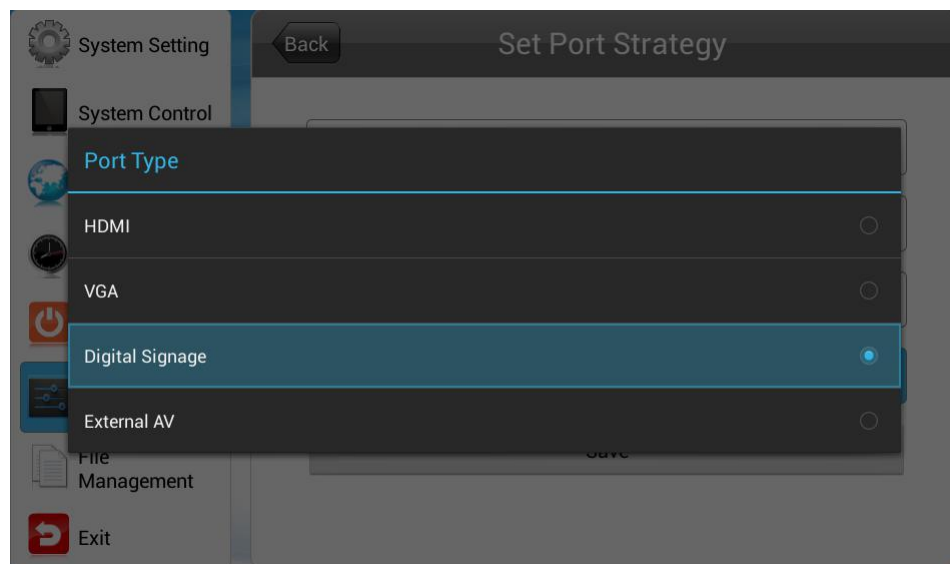 System Setting
Back
Set Port Strategy
System Control
Port Type
HDMI
VGA
Digital Signage
External AV
File
Management
Save
Exit